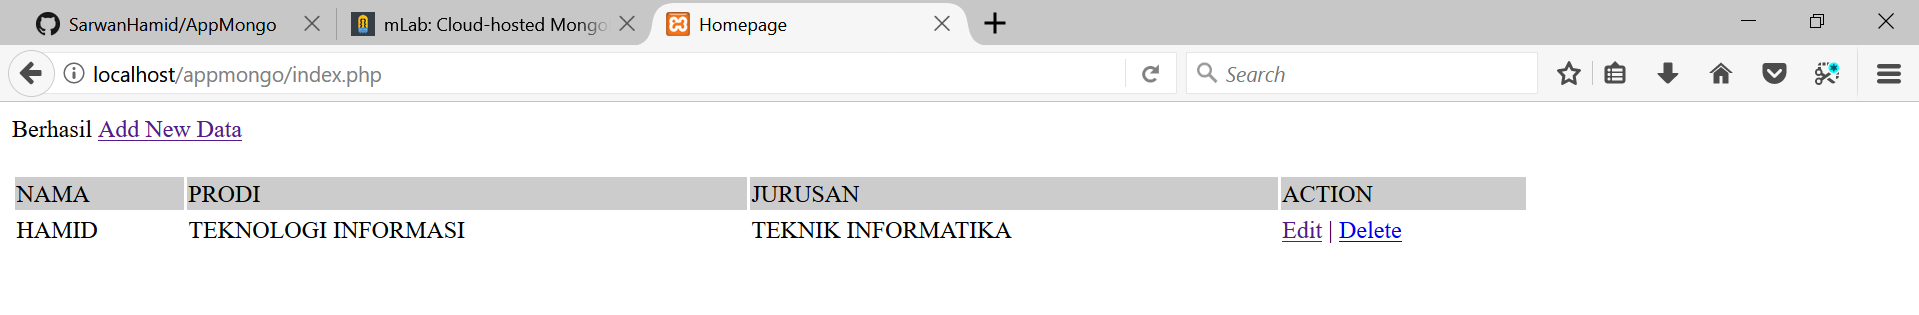 SarwanHamid/AppMongo
mLab: Cloud-hosted Mongo
Homepage
localhost/appmongo/index.php
Search
Berhasil Add New Data
NAMA PRODI JURUSAN ACTION
HAMID TEKNOLOGI INFORMASI TEKNIK INFORMATIKA Edit | Delete